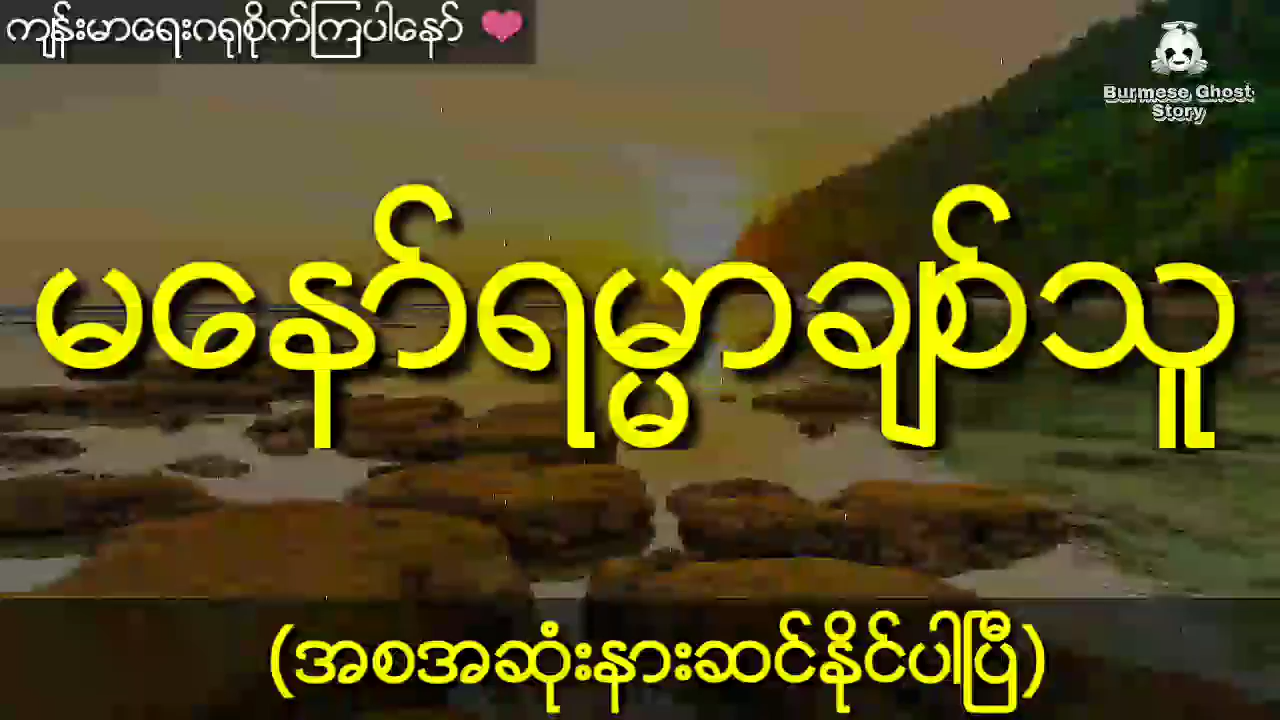 ကျန်းမာရေးဂရုစိုက်ကြပါနော် ❤
Burmese Ghost
Story
မနော်ရမ္မာချစ်သူ
(အစအဆုံးနားဆင်နိုင်ပါပြီ)